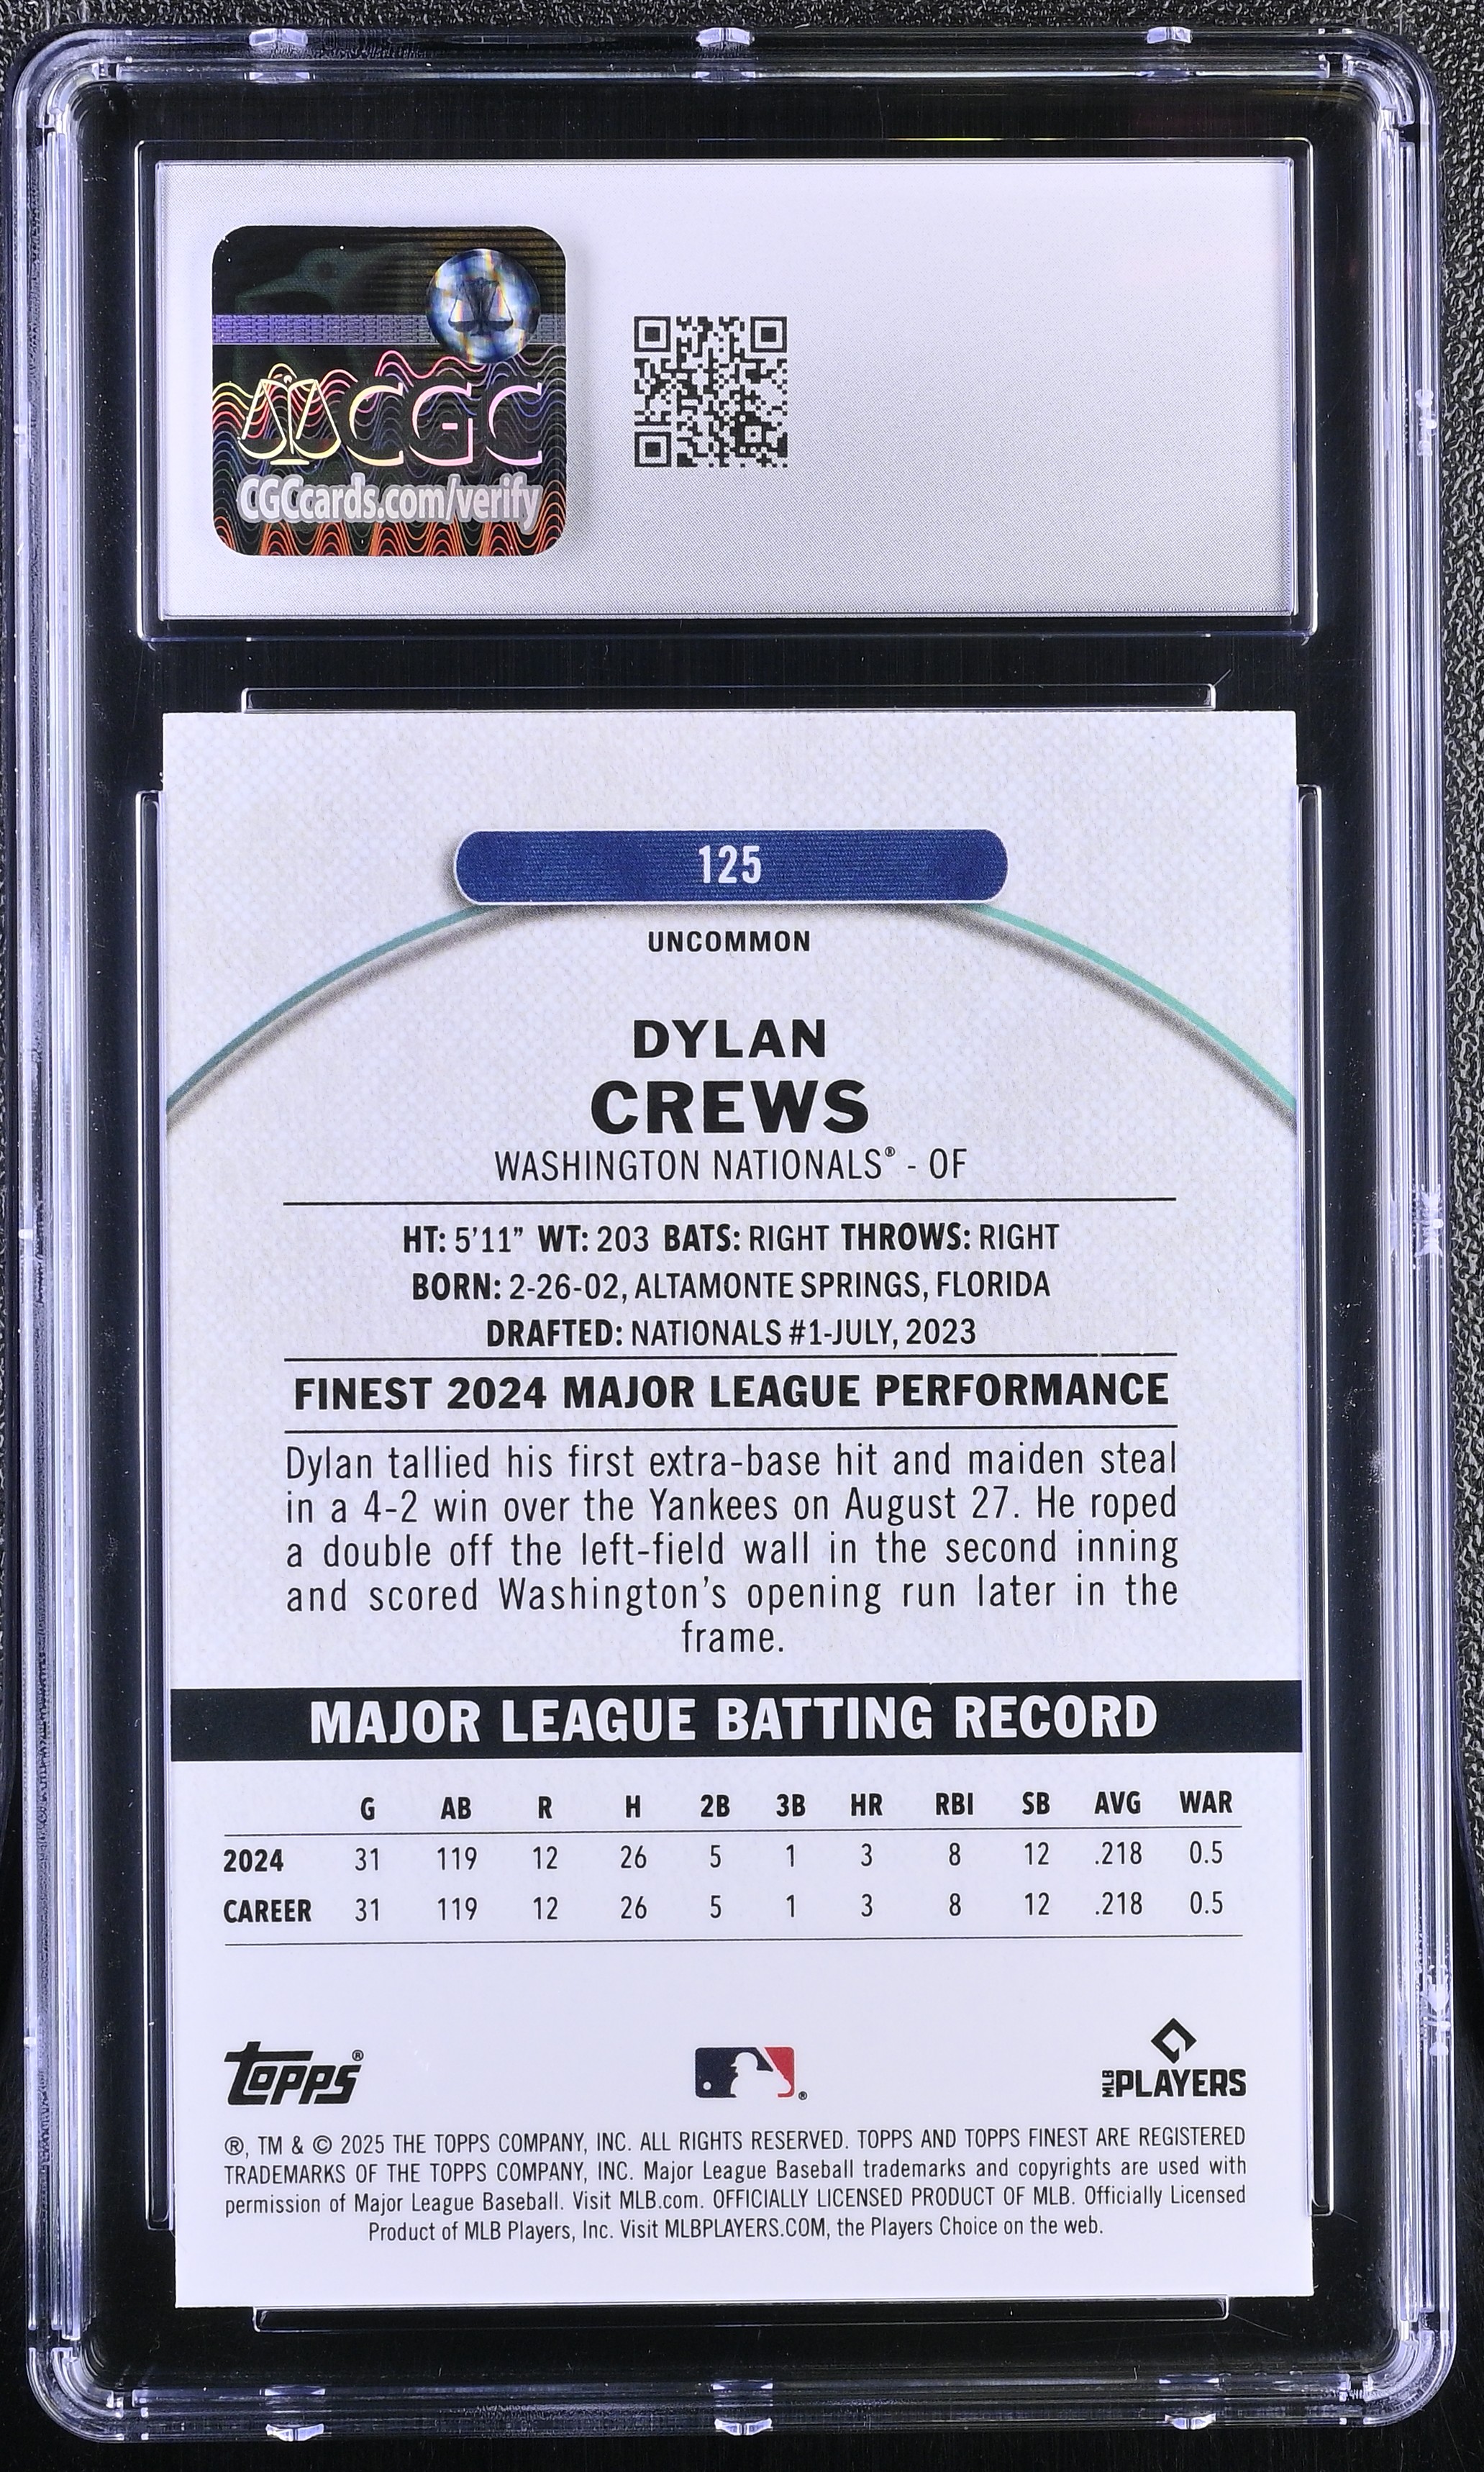 CGC
CGCcards.com/verify
125
UNCOMMON
DYLAN
CREWS
WASHINGTON NATIONALS® - OF
HT: 5'11" WT: 203 BATS: RIGHT THROWS: RIGHT
BORN: 2-26-02, ALTAMONTE SPRINGS, FLORIDA
DRAFTED: NATIONALS #1-JULY, 2023
FINEST 2024 MAJOR LEAGUE PERFORMANCE
Dylan tallied his first extra-base hit and maiden steal
in a 4-2 win over the Yankees on August 27. He roped
a double off the left-field wall in the second inning
and scored Washington's opening run later in the
frame.
MAJOR LEAGUE BATTING RECORD
G AB R H 2B 3B HR RBI SB AVG WAR
2024 31 119 12 26 5 1 3 8 12 .218 0.5
CAREER 31 119 12 26 5 1 3 8 12 .218 0.5
TOPPS®
®
MLB PLAYERS
®, TM & © 2025 THE TOPPS COMPANY, INC. ALL RIGHTS RESERVED. TOPPS AND TOPPS FINEST ARE REGISTERED
TRADEMARKS OF THE TOPPS COMPANY, INC. Major League Baseball trademarks and copyrights are used with
permission of Major League Baseball. Visit MLB.com. OFFICIALLY LICENSED PRODUCT OF MLB. Officially Licensed
Product of MLB Players, Inc. Visit MLBPLAYERS.COM, the Players Choice on the web.